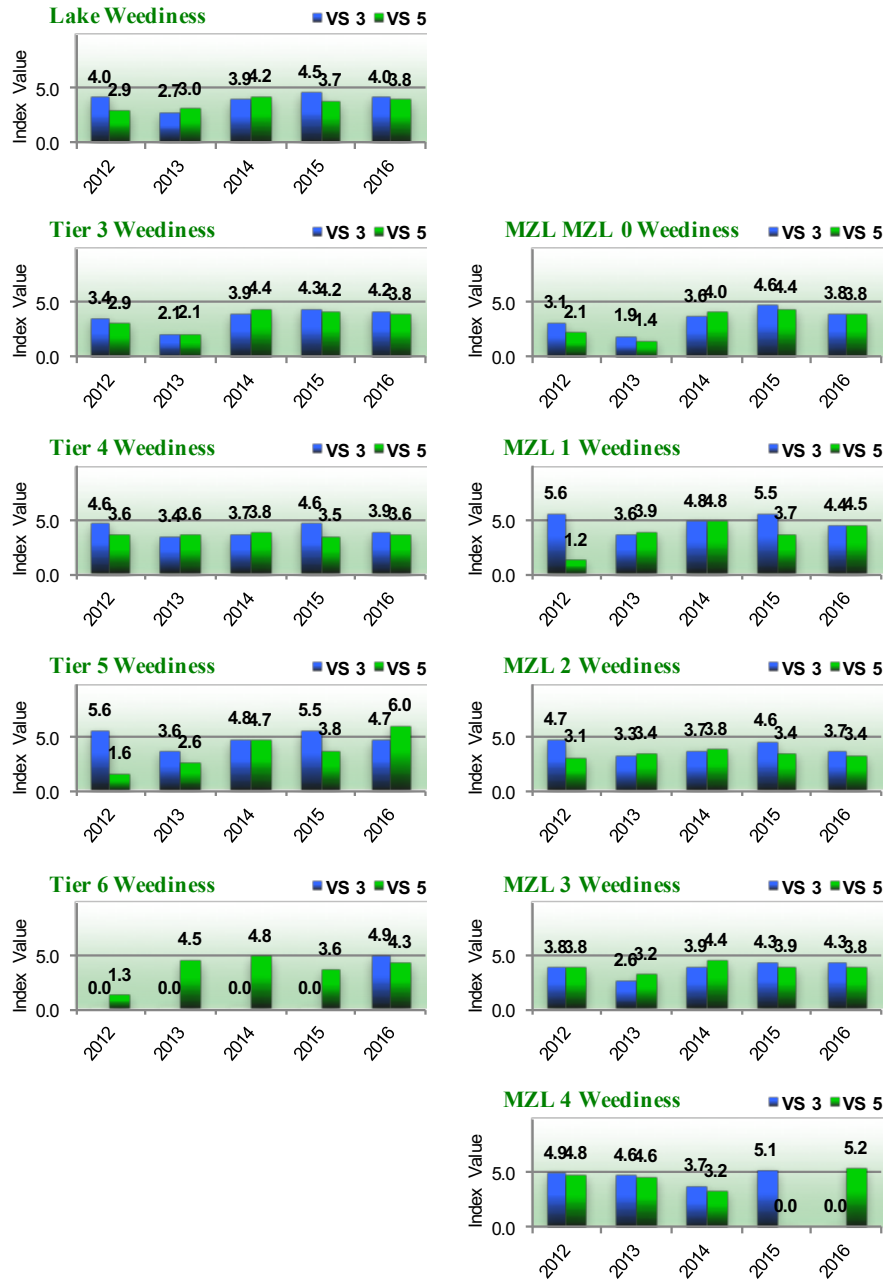 Lake Weediness
VS 3 VS 5
Index Value
5.0
0.0
4.0 2.9 2.7 3.0 3.9 4.2 4.5 3.7 4.0 3.8
2012 2013 2014 2015 2016
Tier 3 Weediness
VS 3 VS 5
Index Value
5.0
0.0
3.4 2.9 2.1 2.1 3.9 4.4 4.3 4.2 4.2 3.8
2012 2013 2014 2015 2016
MZL MZL 0 Weediness
VS 3 VS 5
Index Value
5.0
0.0
3.1 2.1 1.9 1.4 3.6 4.0 4.6 4.4 3.8 3.8
2012 2013 2014 2015 2016
Tier 4 Weediness
VS 3 VS 5
Index Value
5.0
0.0
4.6 3.6 3.4 3.6 3.7 3.8 4.6 3.5 3.9 3.6
2012 2013 2014 2015 2016
MZL 1 Weediness
VS 3 VS 5
Index Value
5.0
0.0
5.6 1.2 3.6 3.9 4.8 4.8 5.5 3.7 4.4 4.5
2012 2013 2014 2015 2016
Tier 5 Weediness
VS 3 VS 5
Index Value
5.0
0.0
5.6 1.6 3.6 2.6 4.8 4.7 5.5 3.8 4.7 6.0
2012 2013 2014 2015 2016
MZL 2 Weediness
VS 3 VS 5
Index Value
5.0
0.0
4.7 3.1 3.3 3.4 3.7 3.8 4.6 3.4 3.7 3.4
2012 2013 2014 2015 2016
Tier 6 Weediness
VS 3 VS 5
Index Value
5.0
0.0
0.0 1.3 0.0 4.5 0.0 4.8 0.0 3.6 4.9 4.3
2012 2013 2014 2015 2016
MZL 3 Weediness
VS 3 VS 5
Index Value
5.0
0.0
3.8 3.8 2.6 3.2 3.9 4.4 4.3 3.9 4.3 3.8
2012 2013 2014 2015 2016
MZL 4 Weediness
VS 3 VS 5
Index Value
5.0
0.0
4.9 4.8 4.6 4.6 3.7 3.2 5.1 0.0 0.0 5.2
2012 2013 2014 2015 2016